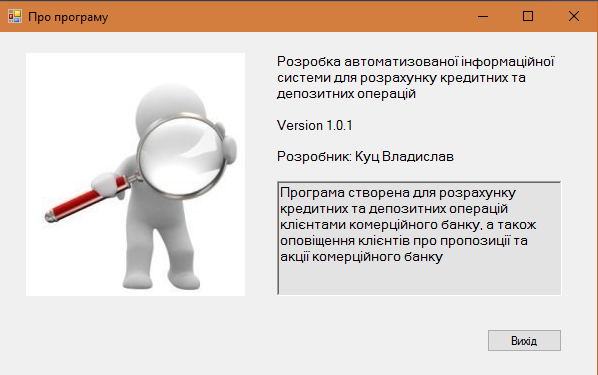 Про програму
Розробка автоматизованої інформаційної
системи для розрахунку кредитних та
депозитних операцій
Version 1.0.1
Розробник: Куц Владислав
Програма створена для розрахунку
кредитних та депозитних операцій
клієнтами комерційного банку, а також
оповіщення клієнтів про пропозиції та
акції комерційного банку
Вихід